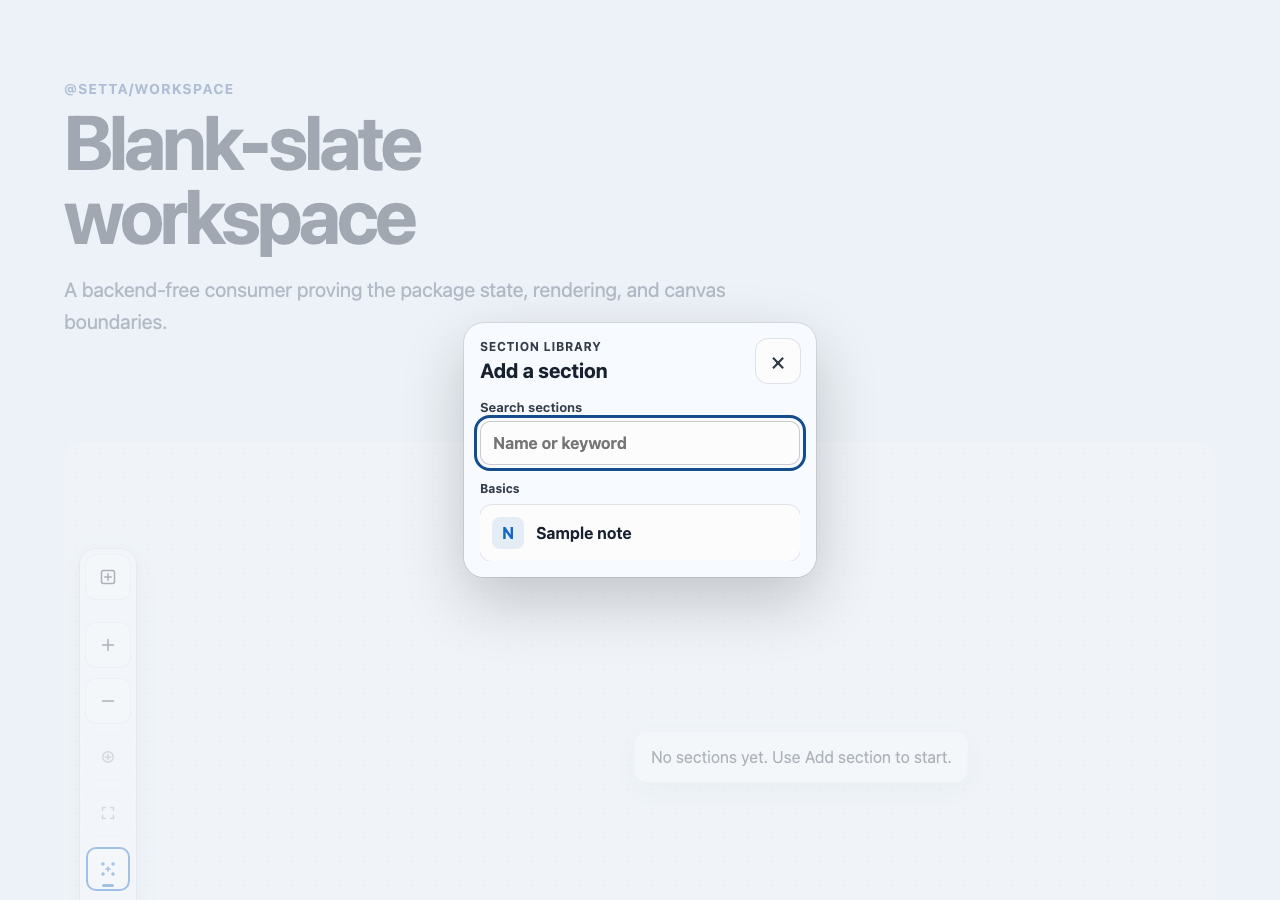 @SETTA/WORKSPACE
Blank-slate
workspace
A backend-free consumer proving the package state, rendering, and canvas
boundaries.
SECTION LIBRARY
Add a section
Search sections
Name or keyword
Basics
N Sample note
No sections yet. Use Add section to start.